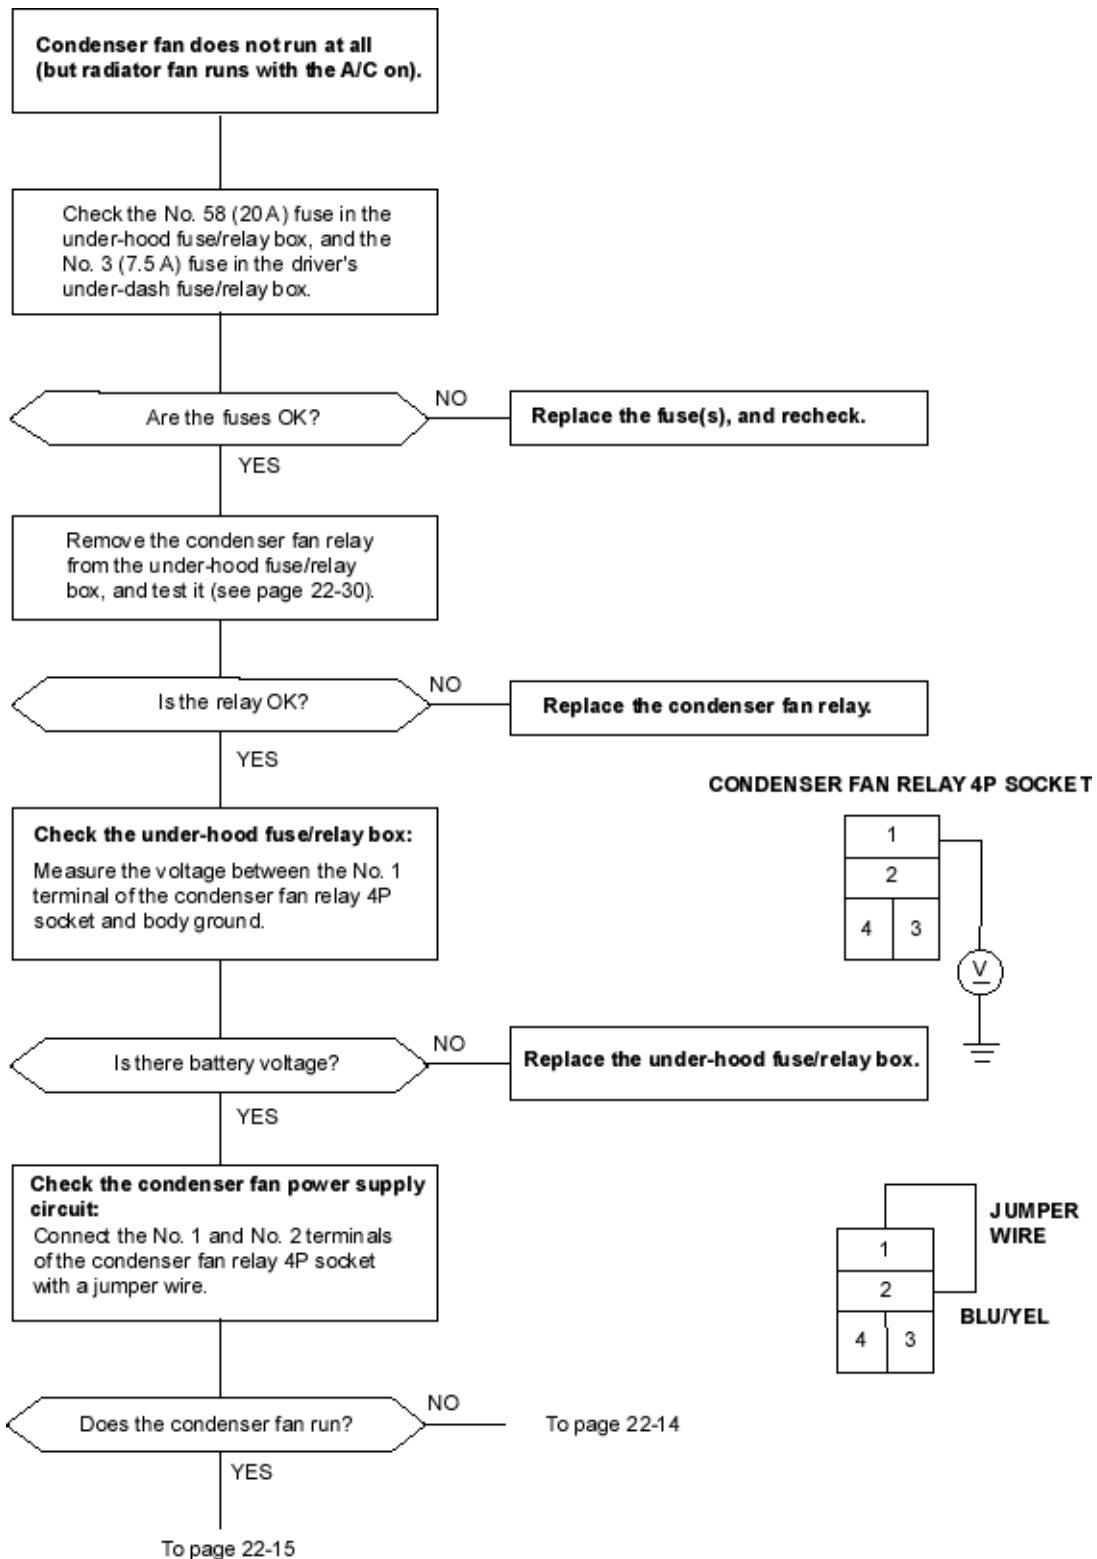 Condenser fan does not run at all
(but radiator fan runs with the A/C on).
Check the No. 58 (20 A) fuse in the
under-hood fuse/relay box, and the
No. 3 (7.5 A) fuse in the driver's
under-dash fuse/relay box.
Are the fuses OK?
NO
Replace the fuse(s), and recheck.
YES
Remove the condenser fan relay
from the under-hood fuse/relay
box, and test it (see page 22-30).
Is the relay OK?
NO
Replace the condenser fan relay.
YES
CONDENSER FAN RELAY 4P SOCKET
1
2
4 3
V
Check the under-hood fuse/relay box:
Measure the voltage between the No. 1
terminal of the condenser fan relay 4P
socket and body ground.
Is there battery voltage?
NO
Replace the under-hood fuse/relay box.
YES
Check the condenser fan power supply
circuit:
Connect the No. 1 and No. 2 terminals
of the condenser fan relay 4P socket
with a jumper wire.
JUMPER
WIRE
1
2
BLU/YEL
4 3
Does the condenser fan run?
NO
To page 22-14
YES
To page 22-15